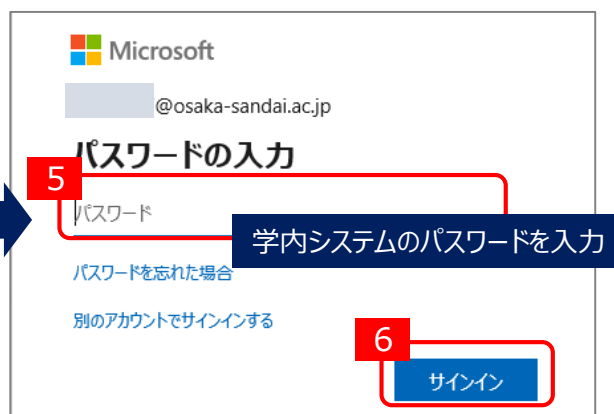 Microsoft
@osaka-sandai.ac.jp
パスワードの入力
5
パスワード
学内システムのパスワードを入力
パスワードを忘れた場合
別のアカウントでサインインする
6
サインイン